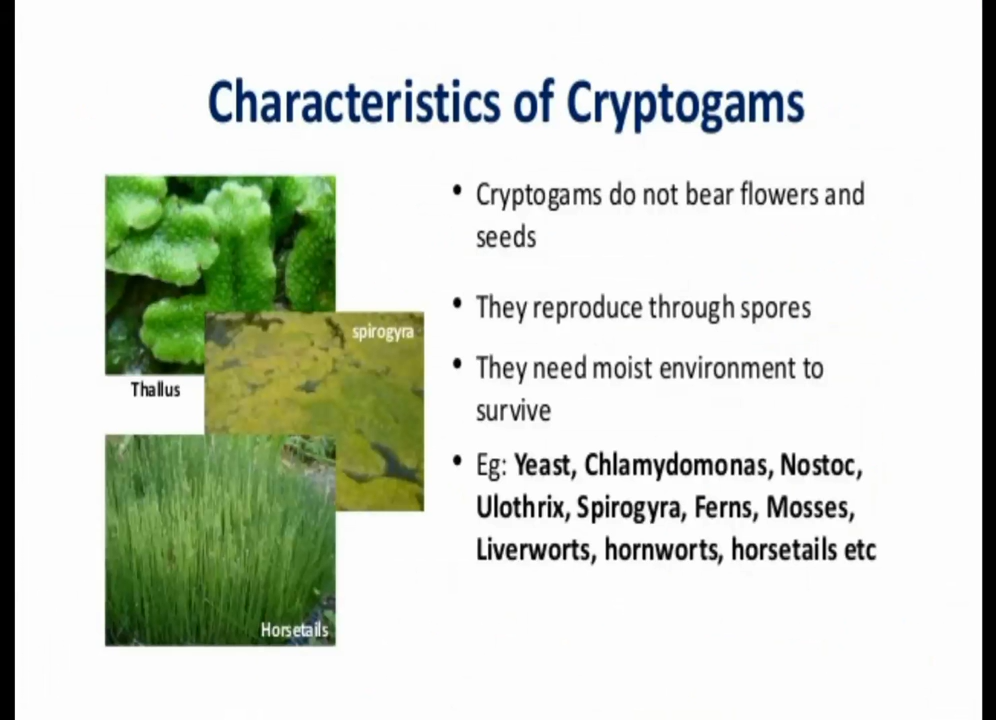 Characteristics of Cryptogams
• Cryptogams do not bear flowers and
seeds
• They reproduce through spores
• They need moist environment to
survive
• Eg: Yeast, Chlamydomonas, Nostoc,
Ulothrix, Spirogyra, Ferns, Mosses,
Liverworts, hornworts, horsetails etc
spirogyra
Thallus
Horsetails